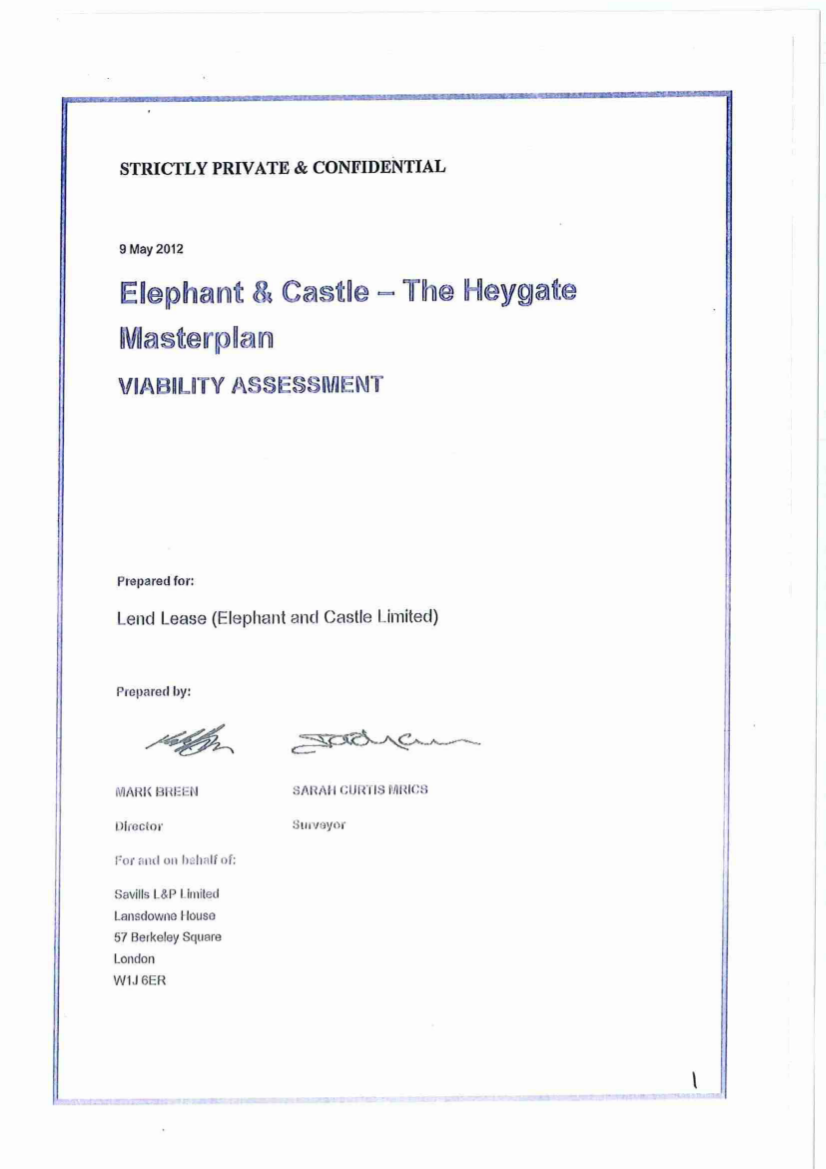 STRICTLY PRIVATE & CONFIDENTIAL
9 May 2012
Elephant & Castle – The Heygate
Masterplan
VIABILITY ASSESSMENT
Prepared for:
Lend Lease (Elephant and Castle Limited)
Prepared by:
MARK BREEN SARAH CURTIS MRICS
Director Surveyor
For and on behalf of:
Savills L&P Limited
Lansdowne House
57 Berkeley Square
London
W1J 6ER
1